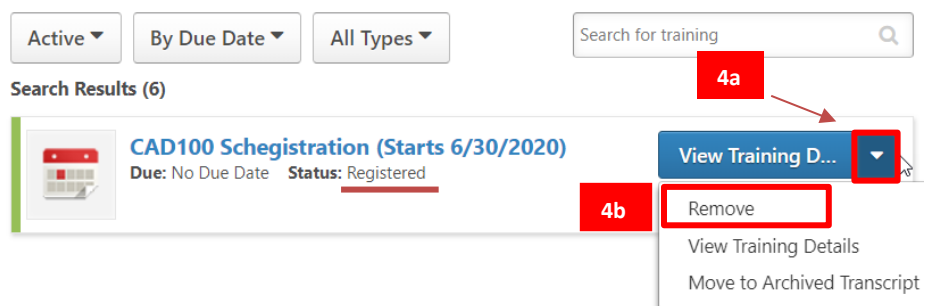 Active By Due Date All Types Search for training
4a
Search Results (6)
CAD100 Schegistration (Starts 6/30/2020)
View Training D...
Due: No Due Date Status: Registered
4b
Remove
View Training Details
Move to Archived Transcript